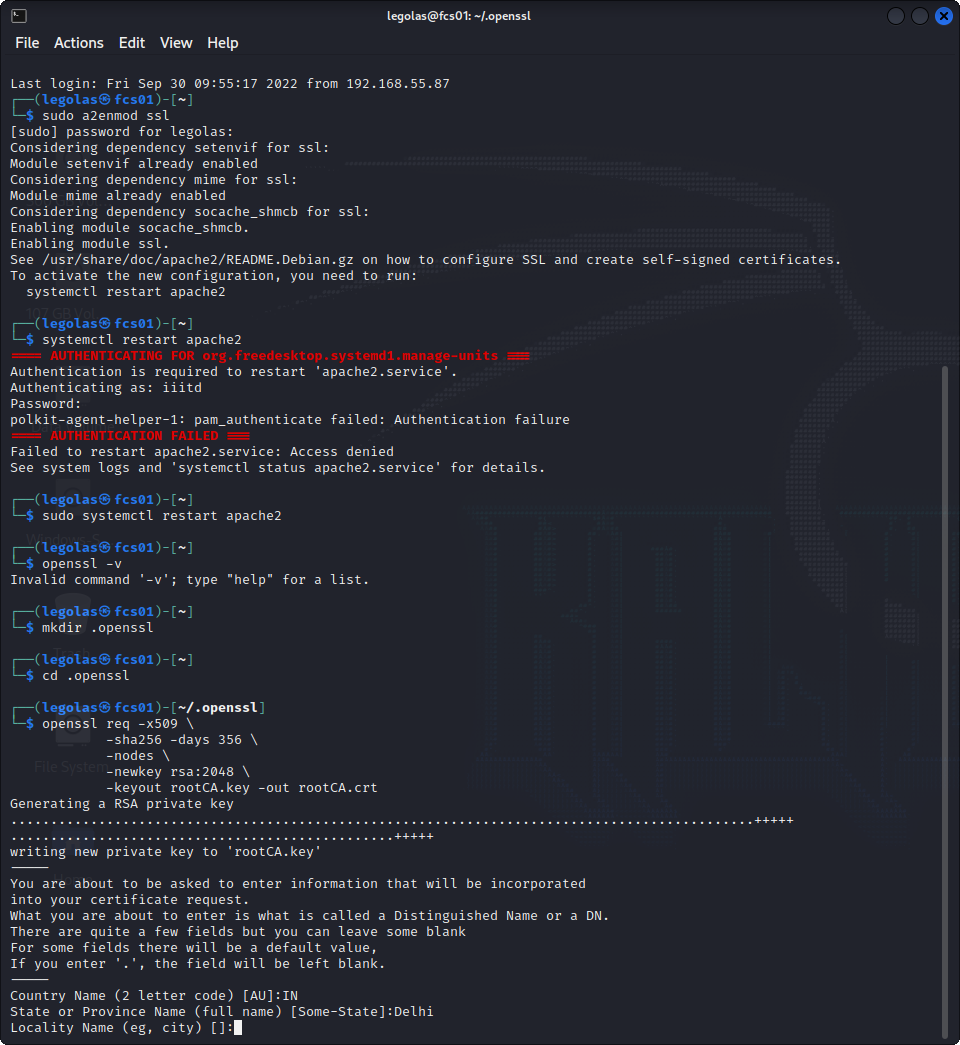 legolas@fcs01: ~/.openssl
File Actions Edit View Help
Last login: Fri Sep 30 09:55:17 2022 from 192.168.55.87
┌──(legolas㉿fcs01)-[~]
└─$ sudo a2enmod ssl
[sudo] password for legolas:
Considering dependency setenvif for ssl:
Module setenvif already enabled
Considering dependency mime for ssl:
Module mime already enabled
Considering dependency socache_shmcb for ssl:
Enabling module socache_shmcb.
Enabling module ssl.
See /usr/share/doc/apache2/README.Debian.gz on how to configure SSL and create self-signed certificates.
To activate the new configuration, you need to run:
  systemctl restart apache2
┌──(legolas㉿fcs01)-[~]
└─$ systemctl restart apache2
==== AUTHENTICATING FOR org.freedesktop.systemd1.manage-units ===
Authentication is required to restart 'apache2.service'.
Authenticating as: iiitd
Password:
polkit-agent-helper-1: pam_authenticate failed: Authentication failure
==== AUTHENTICATION FAILED ===
Failed to restart apache2.service: Access denied
See system logs and 'systemctl status apache2.service' for details.
┌──(legolas㉿fcs01)-[~]
└─$ sudo systemctl restart apache2
┌──(legolas㉿fcs01)-[~]
└─$ openssl -v
Invalid command '-v'; type "help" for a list.
┌──(legolas㉿fcs01)-[~]
└─$ mkdir .openssl
┌──(legolas㉿fcs01)-[~]
└─$ cd .openssl
┌──(legolas㉿fcs01)-[~/.openssl]
└─$ openssl req -x509 \
            -sha256 -days 356 \
            -nodes \
            -newkey rsa:2048 \
            -keyout rootCA.key -out rootCA.crt
Generating a RSA private key
.............................................................................................+++++
................................................+++++
writing new private key to 'rootCA.key'
-----
You are about to be asked to enter information that will be incorporated
into your certificate request.
What you are about to enter is what is called a Distinguished Name or a DN.
There are quite a few fields but you can leave some blank
For some fields there will be a default value,
If you enter '.', the field will be left blank.
-----
Country Name (2 letter code) [AU]:IN
State or Province Name (full name) [Some-State]:Delhi
Locality Name (eg, city) []:
107 GB Vol
Trash
File System